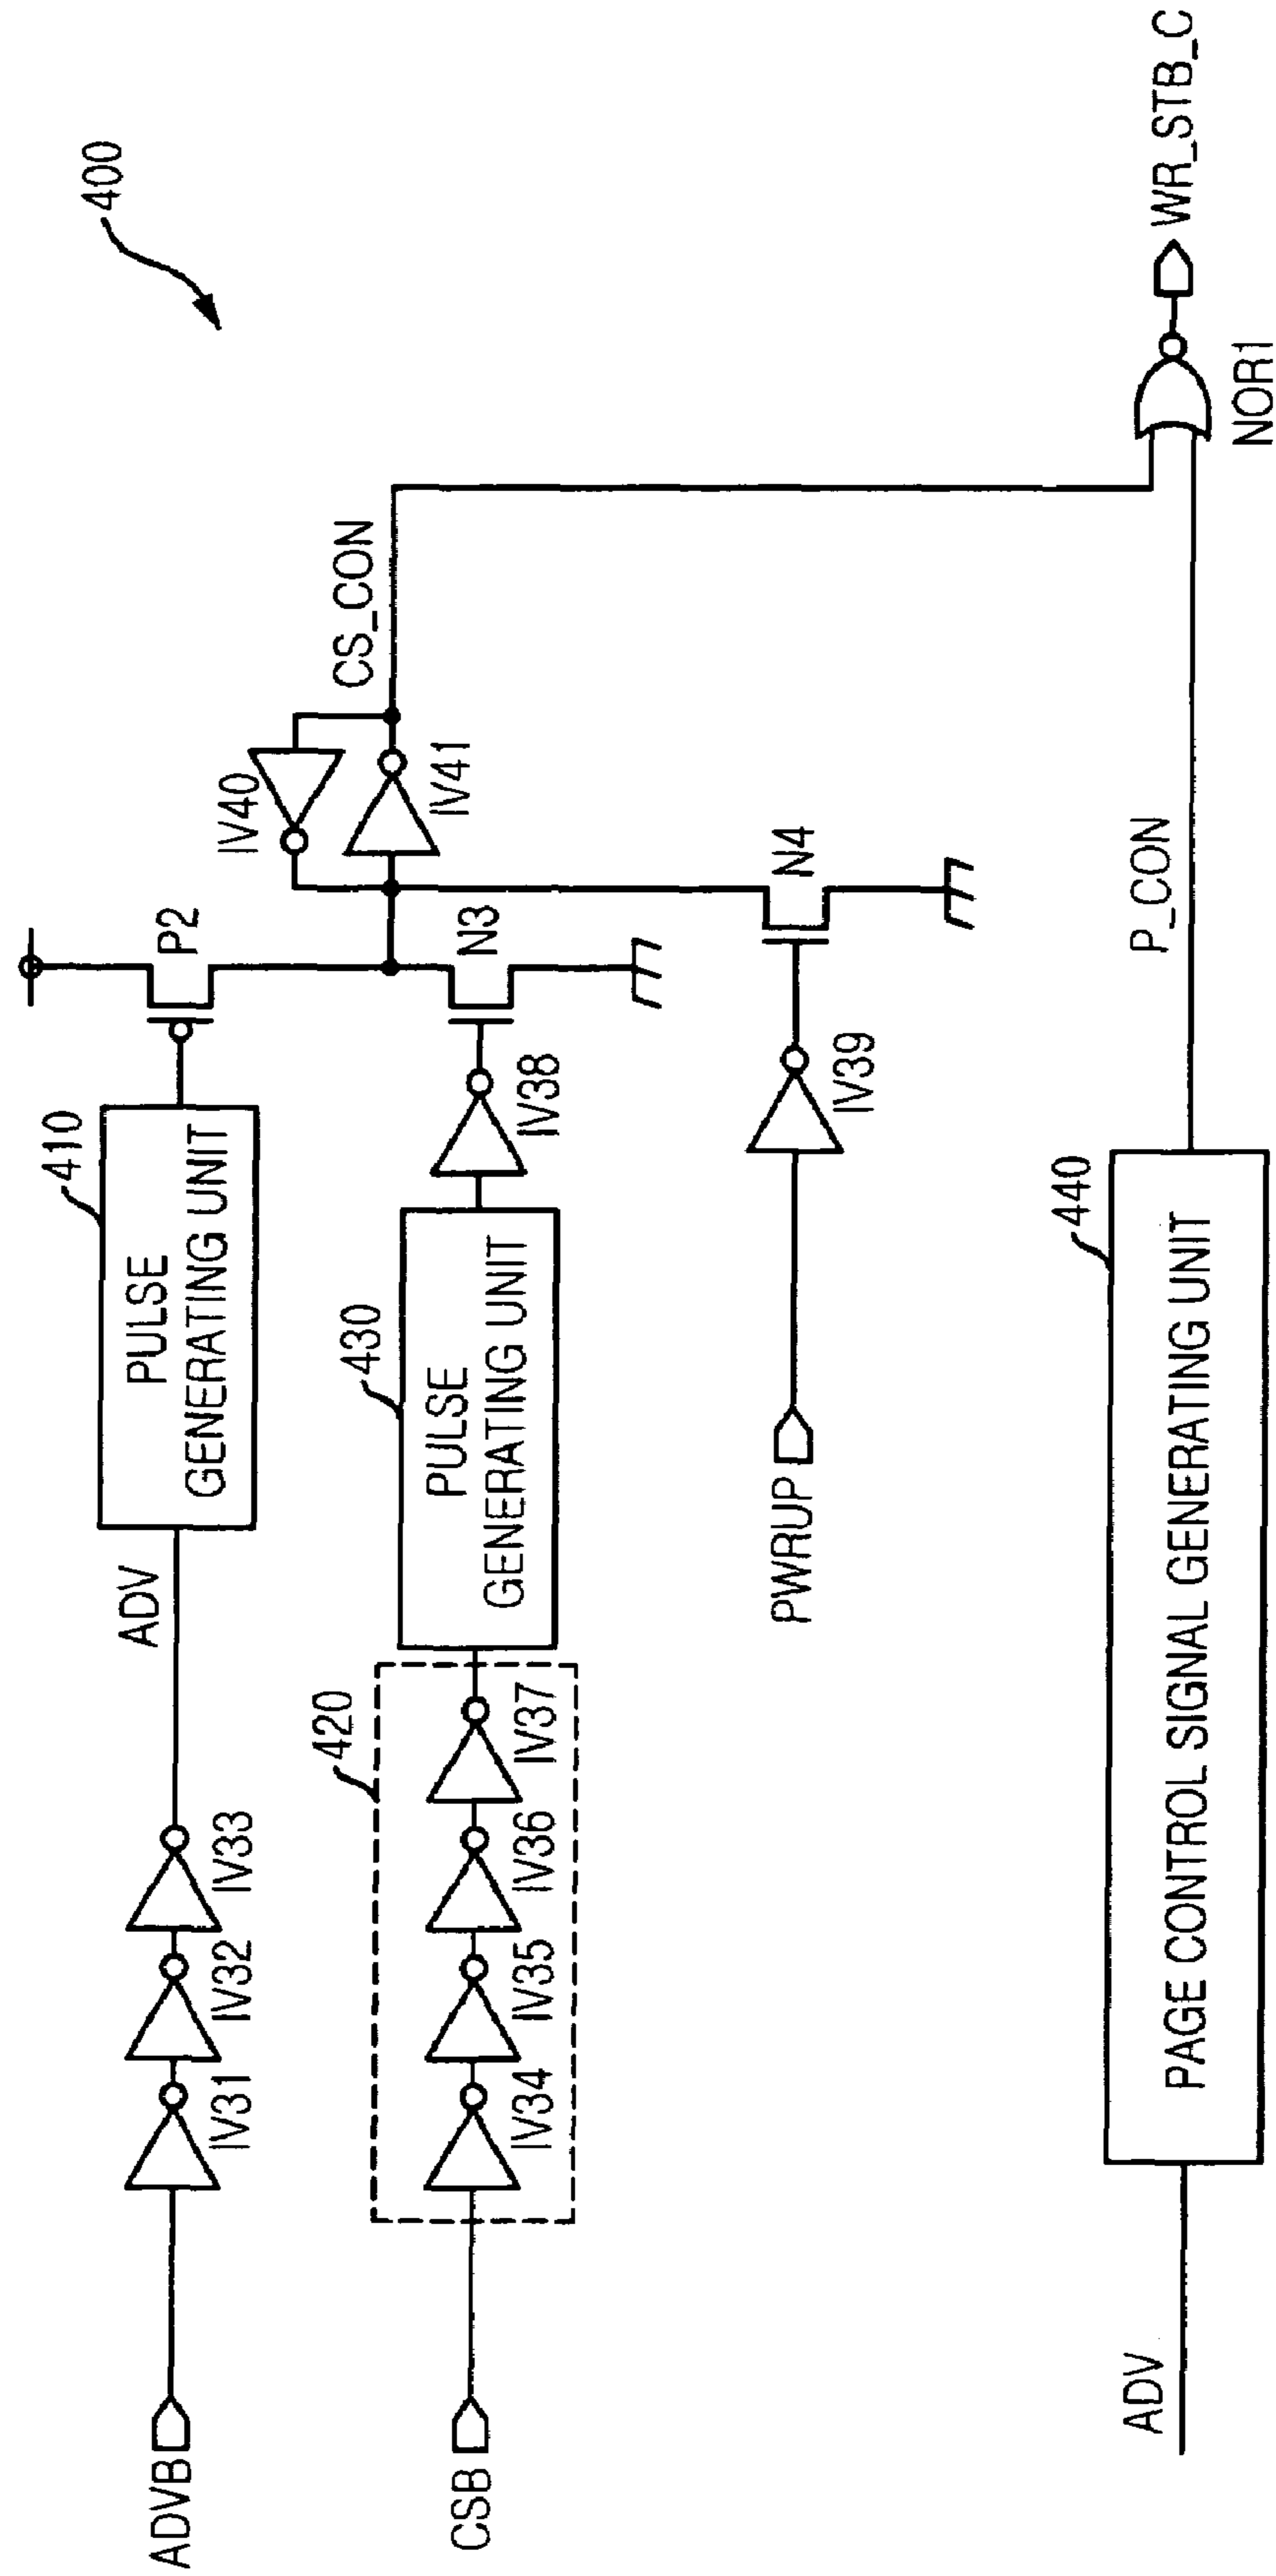 400
ADVB
IV31
IV32
IV33
ADV
410
PULSE
GENERATING UNIT
P2
CSB
420
IV34
IV35
IV36
IV37
430
PULSE
GENERATING UNIT
IV38
N3
IV40
IV41
CS_CON
PWRUP
IV39
N4
ADV
440
PAGE CONTROL SIGNAL GENERATING UNIT
P_CON
NOR1
WR_STB_C